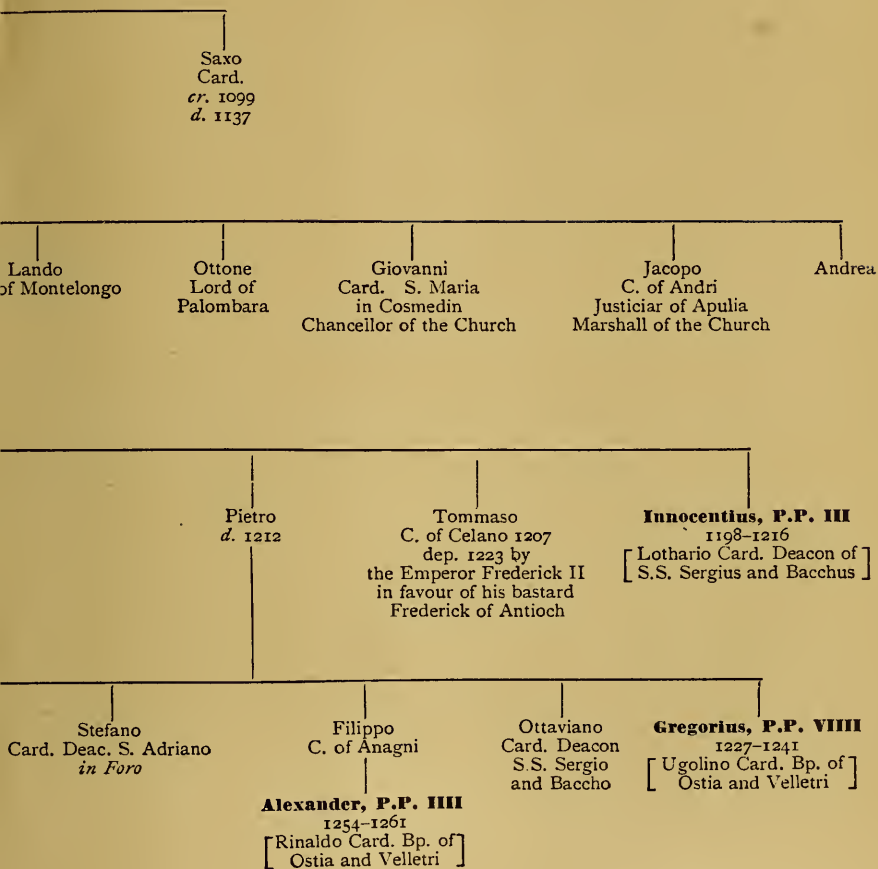 Saxo
Card.
cr. 1099
d. 1137
Lando
of Montelongo
Ottone
Lord of
Palombara
Giovanni
Card. S. Maria
in Cosmedin
Chancellor of the Church
Jacopo
C. of Andri
Justiciar of Apulia
Marshall of the Church
Andrea
Pietro
d. 1212
Tommaso
C. of Celano 1207
dep. 1223 by
the Emperor Frederick II
in favour of his bastard
Frederick of Antioch
Innocentius, P.P. III
1198–1216
[Lothario Card. Deacon of
S.S. Sergius and Bacchus]
Stefano
Card. Deac. S. Adriano
in Foro
Filippo
C. of Anagni
Ottaviano
Card. Deacon
S.S. Sergio
and Baccho
Gregorius, P.P. VIIII
1227–1241
[Ugolino Card. Bp. of
Ostia and Velletri]
Alexander, P.P. IIII
1254–1261
[Rinaldo Card. Bp. of
Ostia and Velletri]